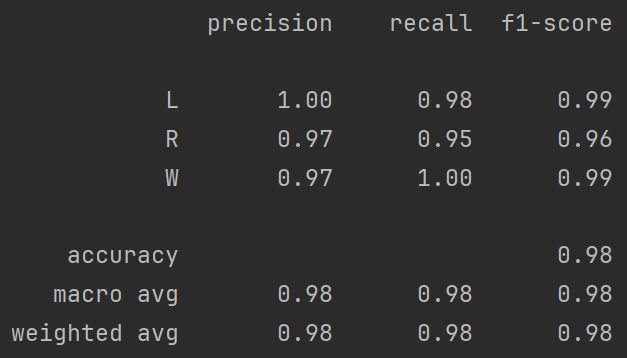 precision recall f1-score
L 1.00 0.98 0.99
R 0.97 0.95 0.96
W 0.97 1.00 0.99
accuracy 0.98
macro avg 0.98 0.98 0.98
weighted avg 0.98 0.98 0.98